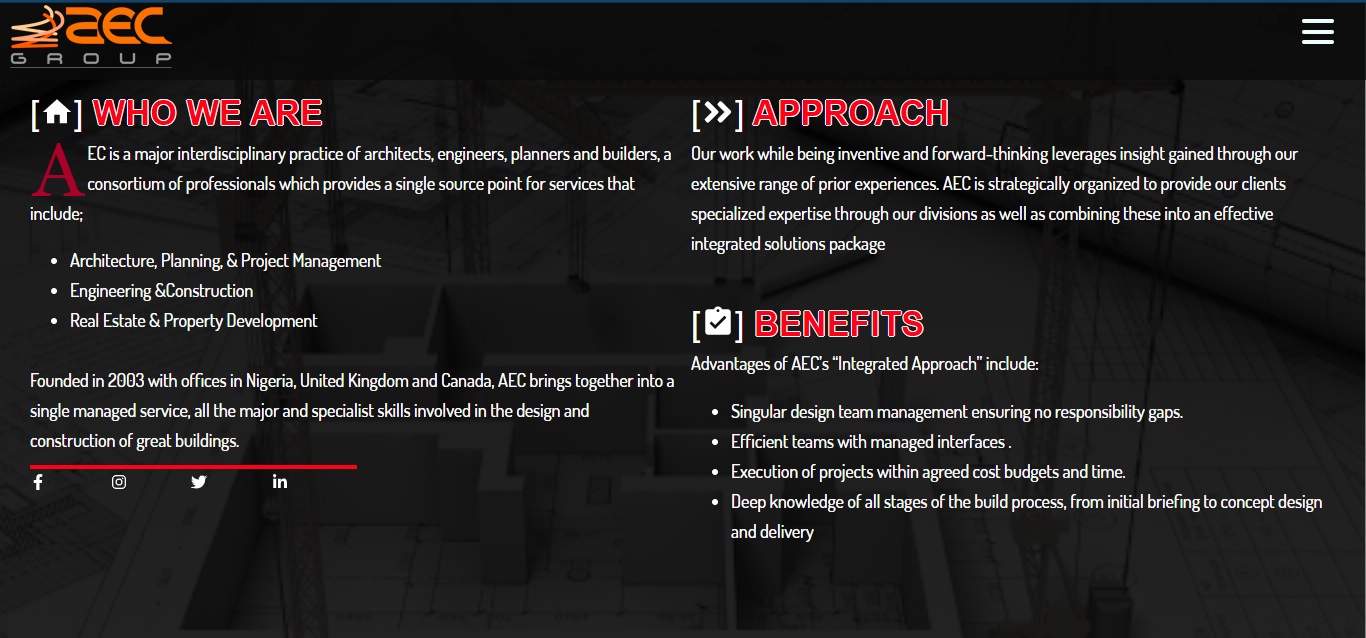 AEC
GROUP
[ ] WHO WE ARE
AEC is a major interdisciplinary practice of architects, engineers, planners and builders, a
consortium of professionals which provides a single source point for services that
include;
• Architecture, Planning, & Project Management
• Engineering &Construction
• Real Estate & Property Development
Founded in 2003 with offices in Nigeria, United Kingdom and Canada, AEC brings together into a
single managed service, all the major and specialist skills involved in the design and
construction of great buildings.
[ ] APPROACH
Our work while being inventive and forward-thinking leverages insight gained through our
extensive range of prior experiences. AEC is strategically organized to provide our clients
specialized expertise through our divisions as well as combining these into an effective
integrated solutions package
[ ] BENEFITS
Advantages of AEC’s “Integrated Approach” include:
• Singular design team management ensuring no responsibility gaps.
• Efficient teams with managed interfaces .
• Execution of projects within agreed cost budgets and time.
• Deep knowledge of all stages of the build process, from initial briefing to concept design
and delivery